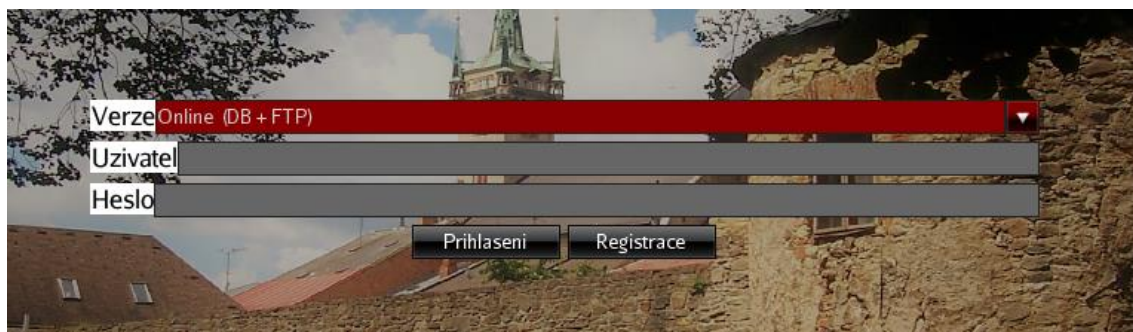 Verze Online (DB + FTP)
Uzivatel
Heslo
Prihlaseni Registrace